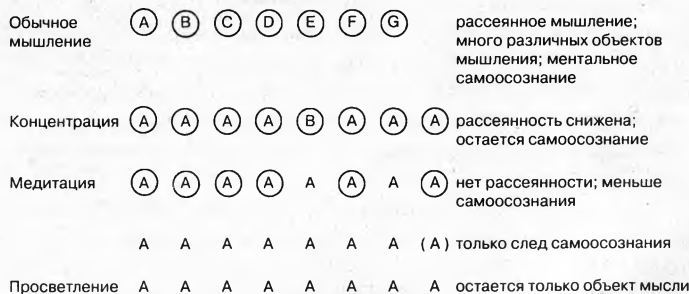 Обычное мышление A B C D E F G рассеянное мышление;
много различных объектов
мышления; ментальное
самоосознание
Концентрация A A A A B A A A рассеянность снижена;
остается самоосознание
Медитация A A A A A A A A нет рассеянности; меньше
самоосознания
A A A A A A A (A) только след самоосознания
Просветление A A A A A A A A остается только объект мысли